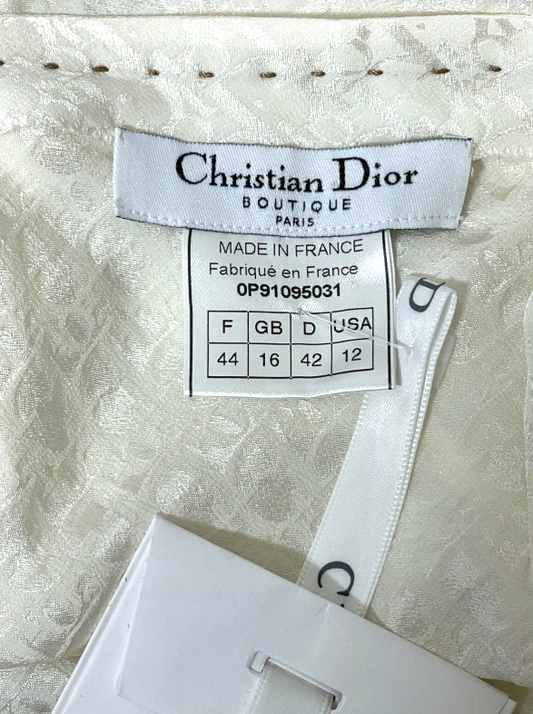 Christian Dior
BOUTIQUE
PARIS
MADE IN FRANCE
Fabriqué en France
0P91095031
F GB D USA
44 16 42 12
D
C